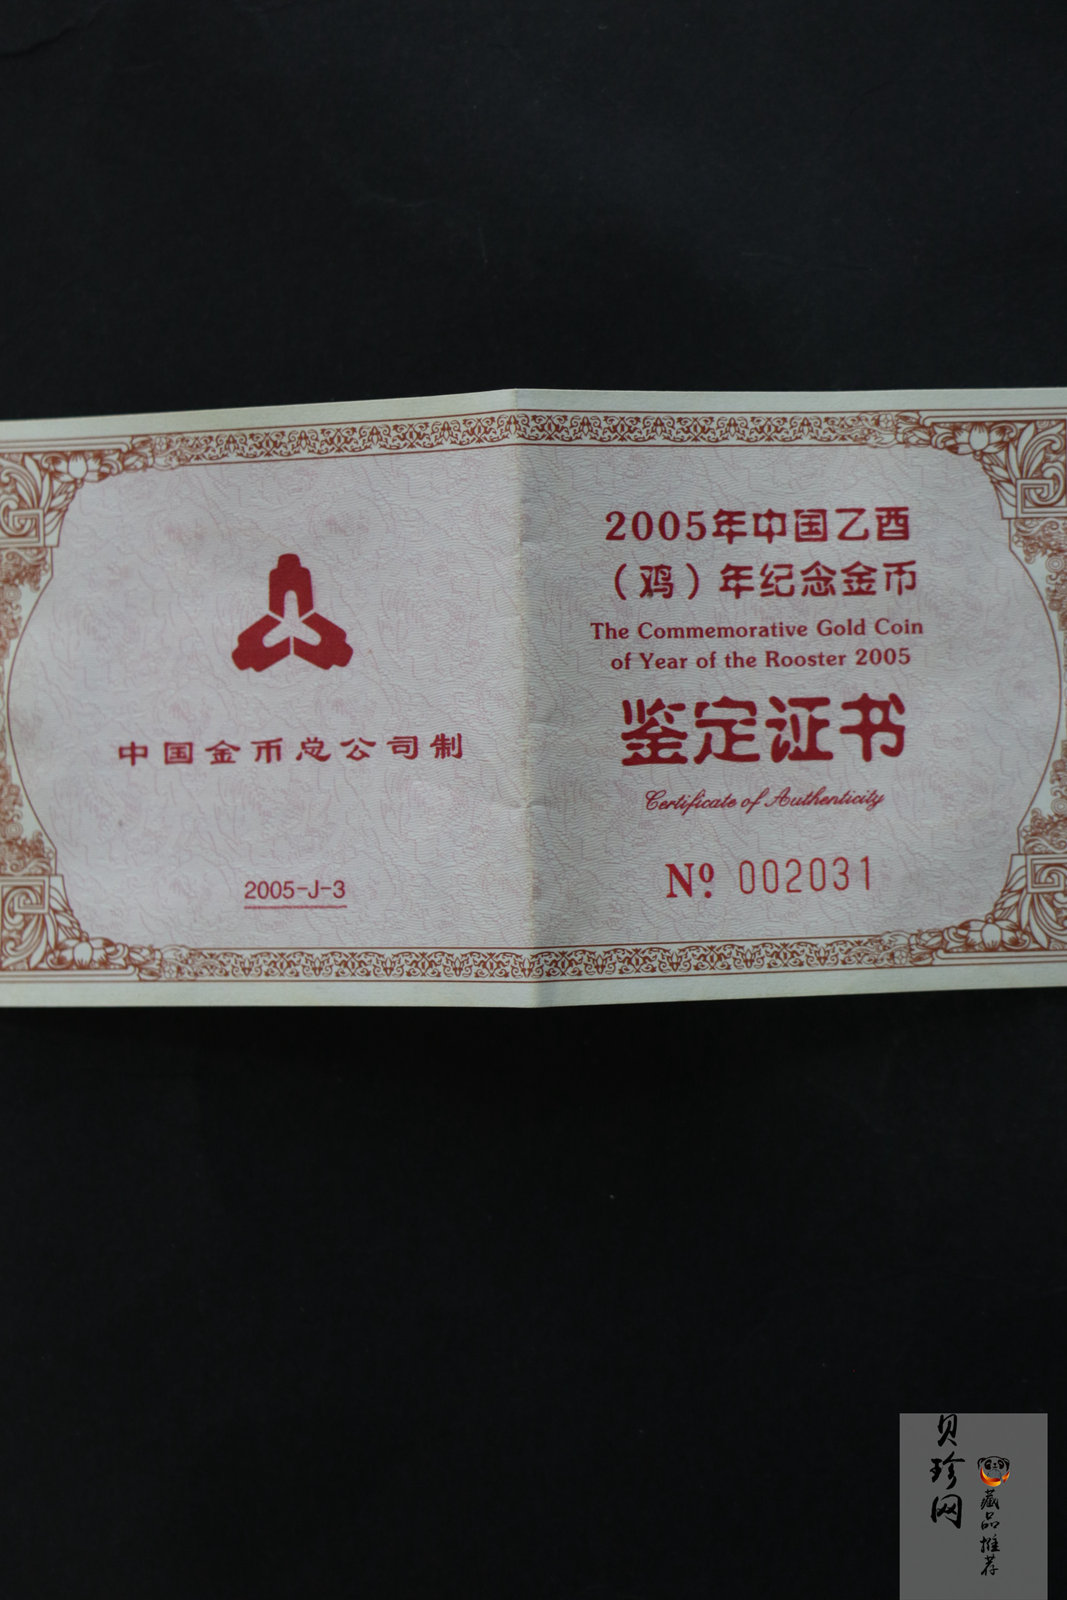 中国金币总公司制
2005-J-3
2005年中国乙酉
（鸡）年纪念金币
The Commemorative Gold Coin
of Year of the Rooster 2005
鉴定证书
Certificate of Authenticity
Nº 002031
贝珍网
藏品推荐